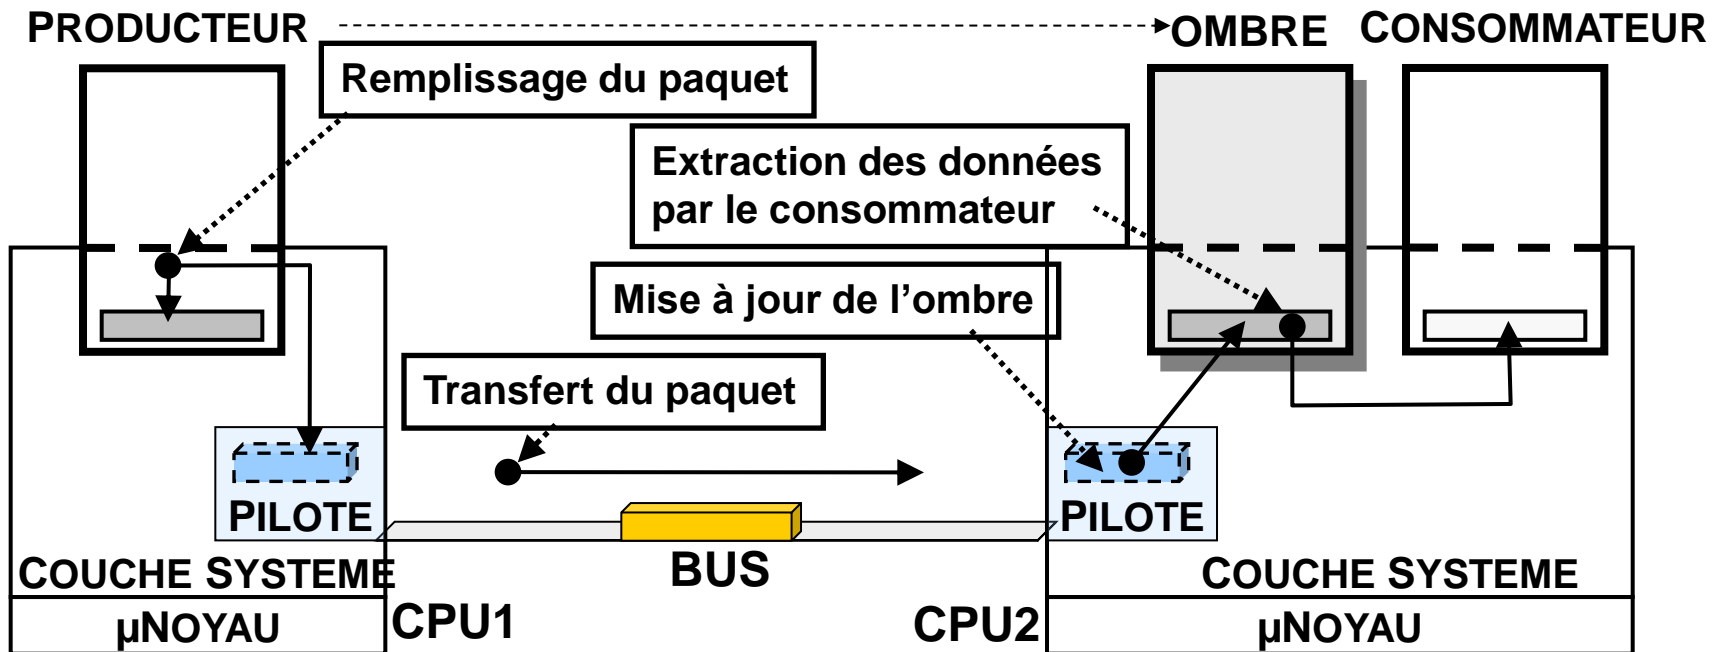 PRODUCTEUR
OMBRE
CONSOMMATEUR
Remplissage du paquet
Extraction des données
par le consommateur
Mise à jour de l’ombre
Transfert du paquet
PILOTE
PILOTE
BUS
COUCHE SYSTEME
COUCHE SYSTEME
µNOYAU
CPU1
CPU2
µNOYAU